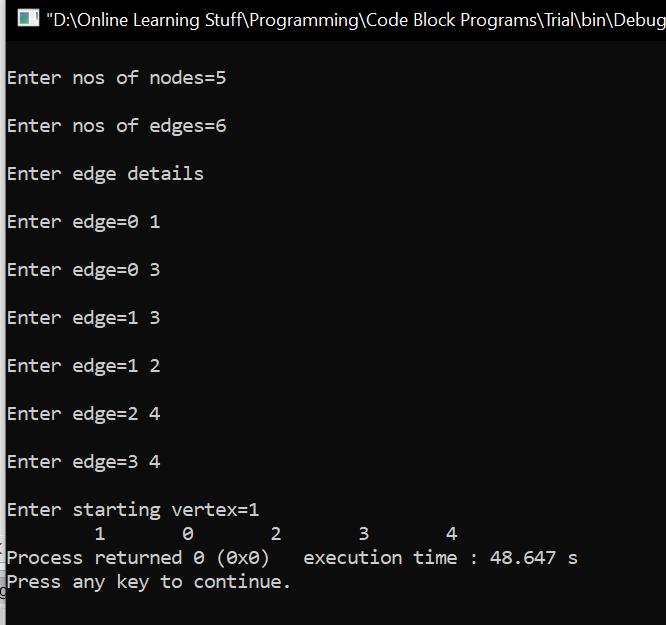 "D:\Online Learning Stuff\Programming\Code Block Programs\Trial\bin\Debug
Enter nos of nodes=5
Enter nos of edges=6
Enter edge details
Enter edge=0 1
Enter edge=0 3
Enter edge=1 3
Enter edge=1 2
Enter edge=2 4
Enter edge=3 4
Enter starting vertex=1
1 0 2 3 4
Process returned 0 (0x0) execution time : 48.647 s
Press any key to continue.